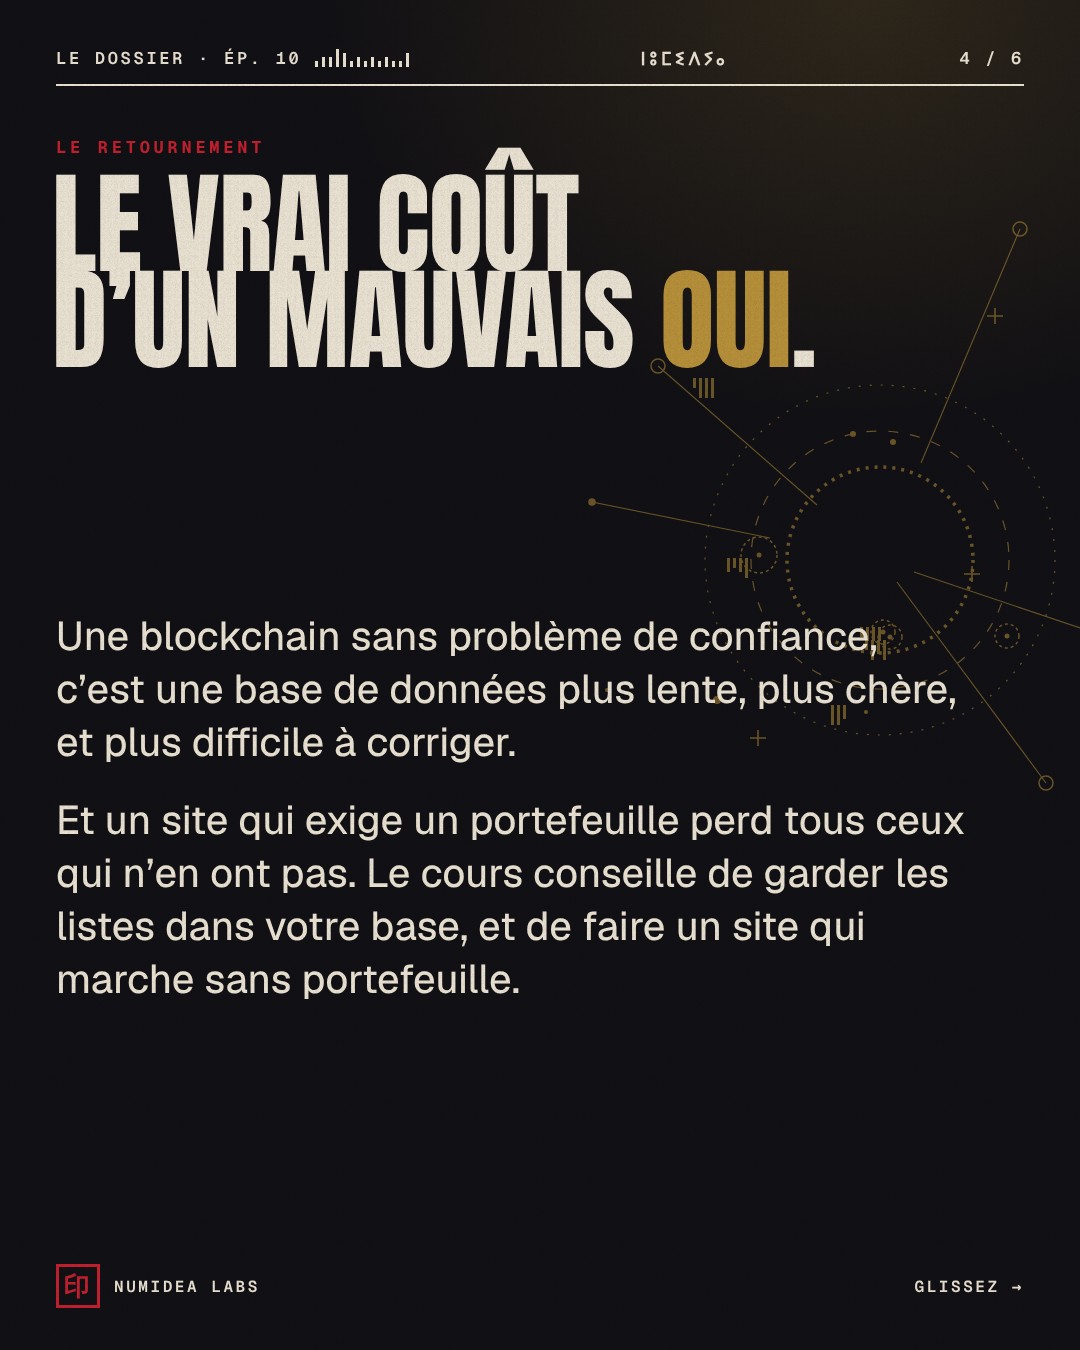 LE DOSSIER · ÉP. 10
ⵏⵓⵎⵉⴷⵢⴰ
4 / 6
LE RETOURNEMENT
LE VRAI COÛT
D’UN MAUVAIS OUI.
Une blockchain sans problème de confiance,
c’est une base de données plus lente, plus chère,
et plus difficile à corriger.
Et un site qui exige un portefeuille perd tous ceux
qui n’en ont pas. Le cours conseille de garder les
listes dans votre base, et de faire un site qui
marche sans portefeuille.
印
NUMIDEA LABS
GLISSEZ →